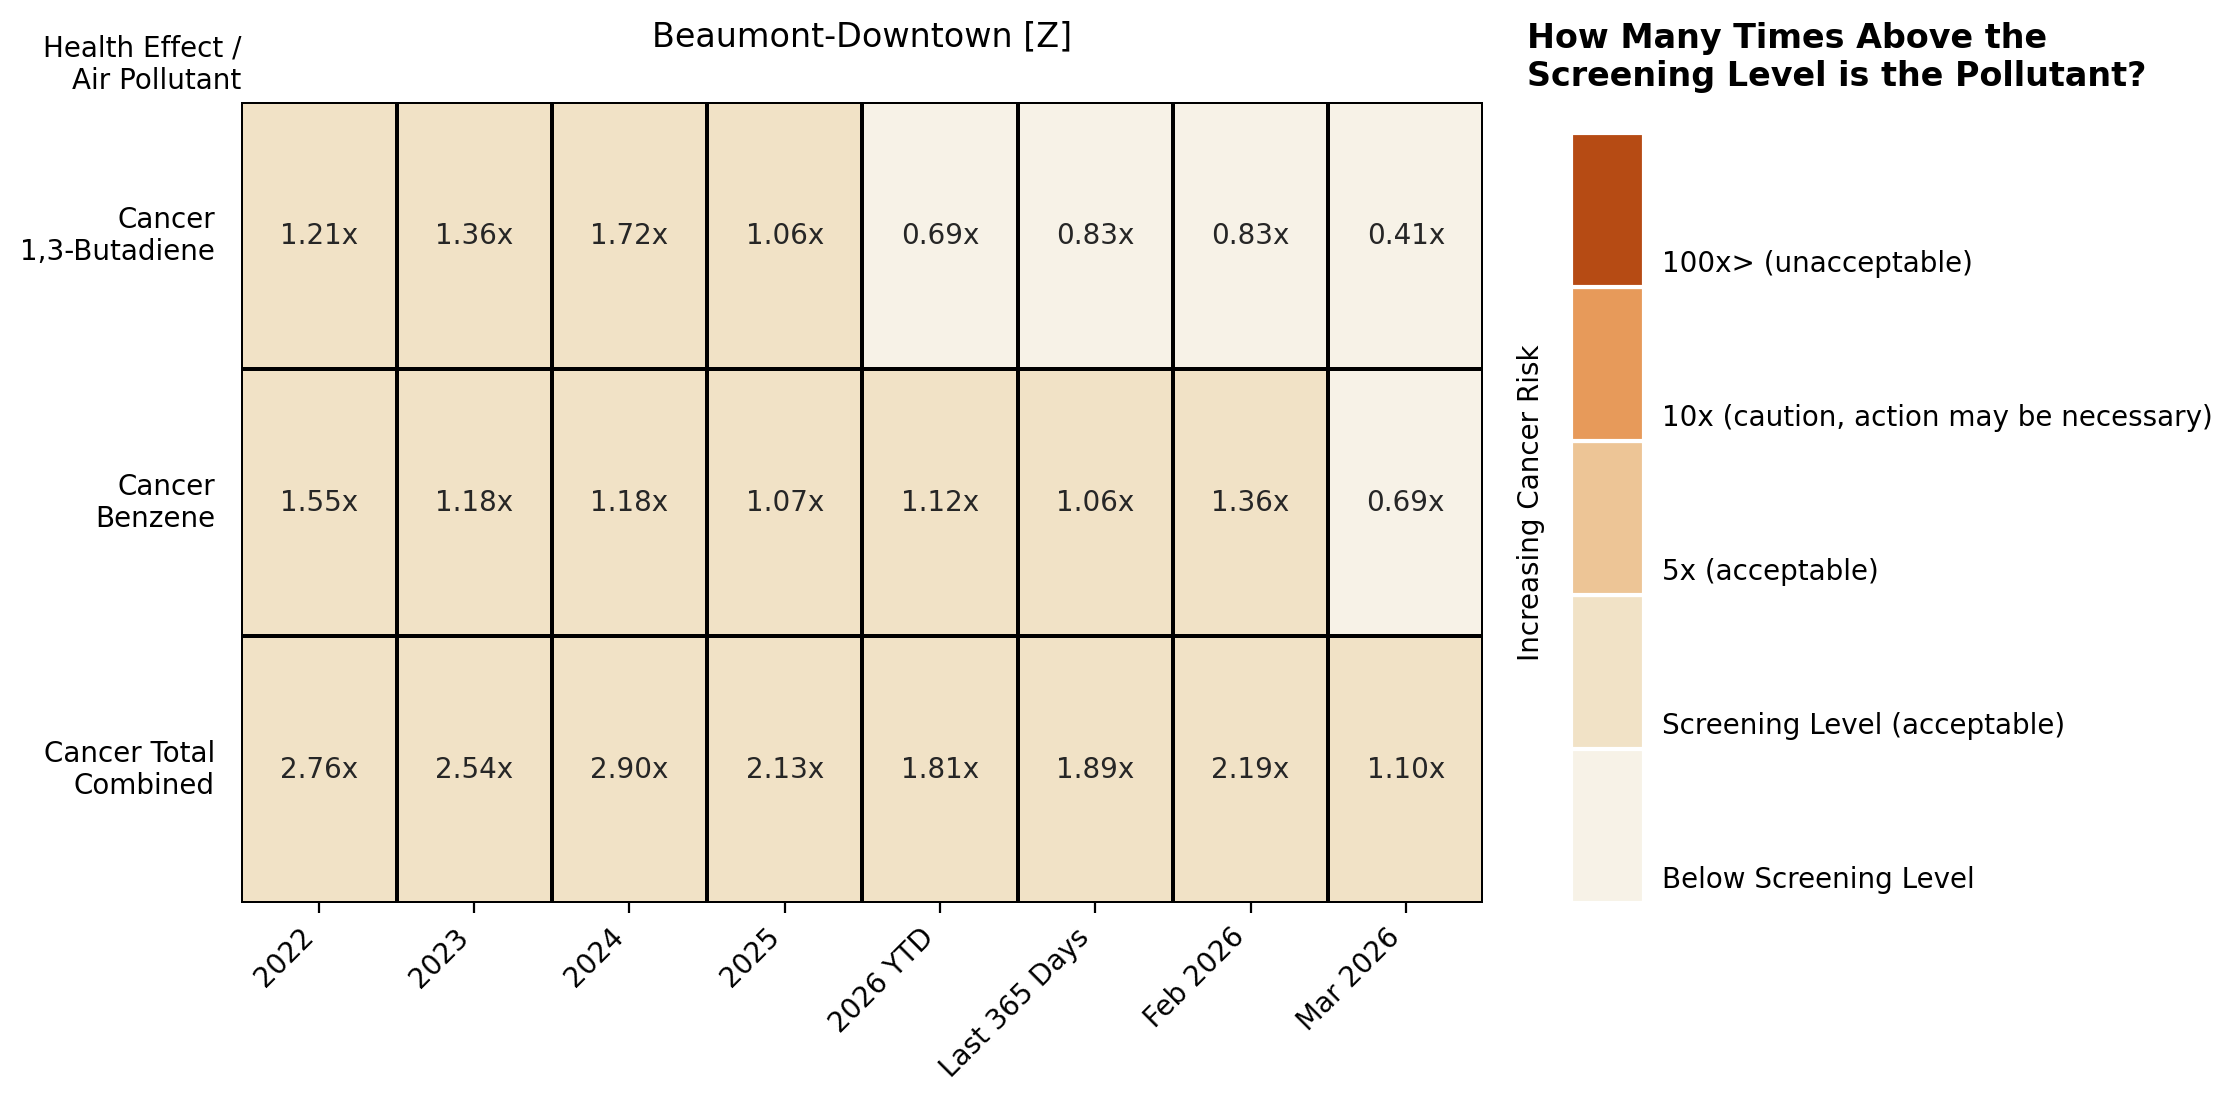 Beaumont-Downtown [Z]
Health Effect /
Air Pollutant
Cancer
1,3-Butadiene
1.21x 1.36x 1.72x 1.06x 0.69x 0.83x 0.83x 0.41x
Cancer
Benzene
1.55x 1.18x 1.18x 1.07x 1.12x 1.06x 1.36x 0.69x
Cancer Total
Combined
2.76x 2.54x 2.90x 2.13x 1.81x 1.89x 2.19x 1.10x
2022 2023 2024 2025 2026 YTD Last 365 Days Feb 2026 Mar 2026
How Many Times Above the
Screening Level is the Pollutant?
Increasing Cancer Risk
100x> (unacceptable)
10x (caution, action may be necessary)
5x (acceptable)
Screening Level (acceptable)
Below Screening Level